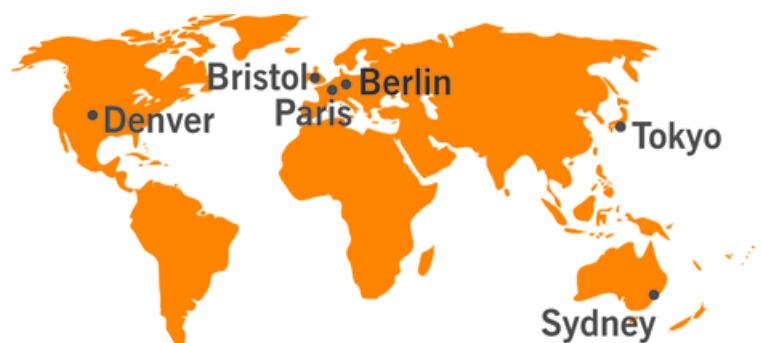 Bristol
Berlin
Paris
Denver
Tokyo
Sydney